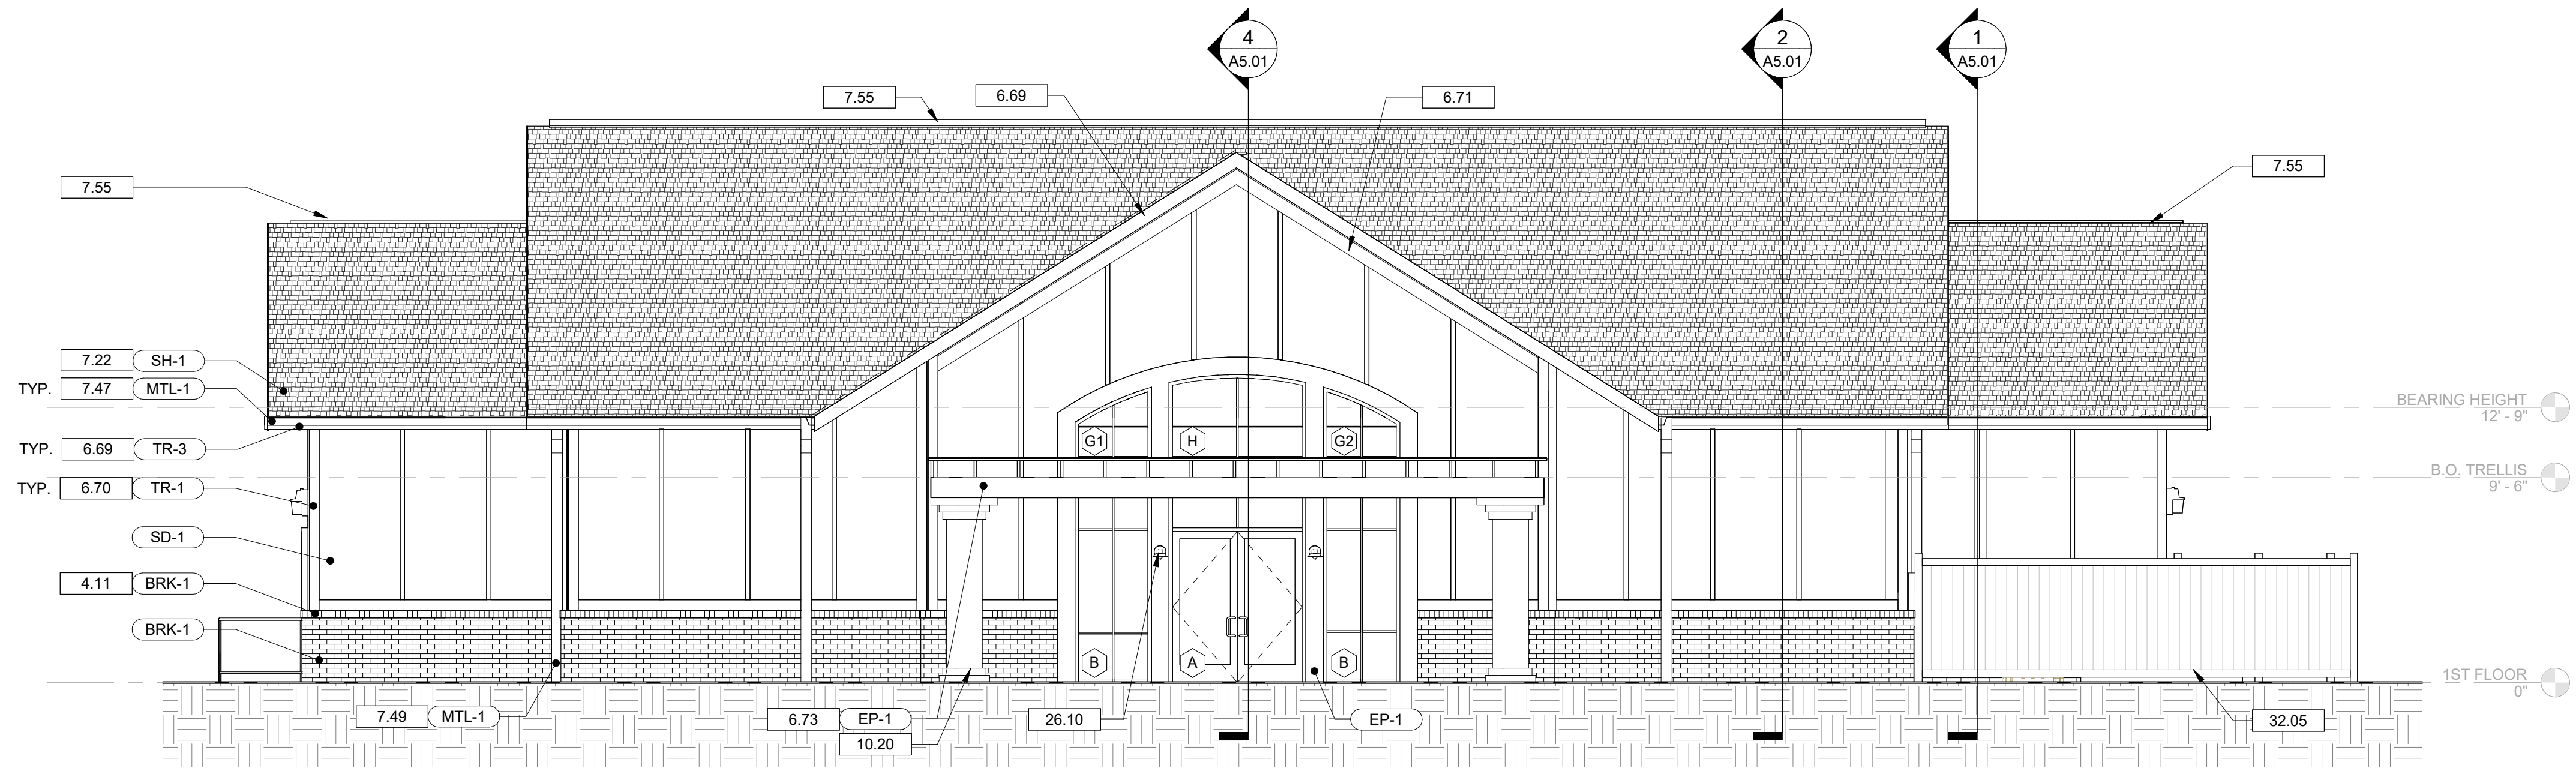 4
A5.01
2
A5.01
1
A5.01
7.55
6.69
6.71
7.55
7.55
7.22 SH-1
TYP. 7.47 MTL-1
BEARING HEIGHT
12' - 9"
TYP. 6.69 TR-3
G1 H G2
B.O. TRELLIS
9' - 6"
TYP. 6.70 TR-1
SD-1
4.11 BRK-1
BRK-1
B A B
1ST FLOOR
0"
7.49 MTL-1
6.73 EP-1
26.10
EP-1
32.05
10.20